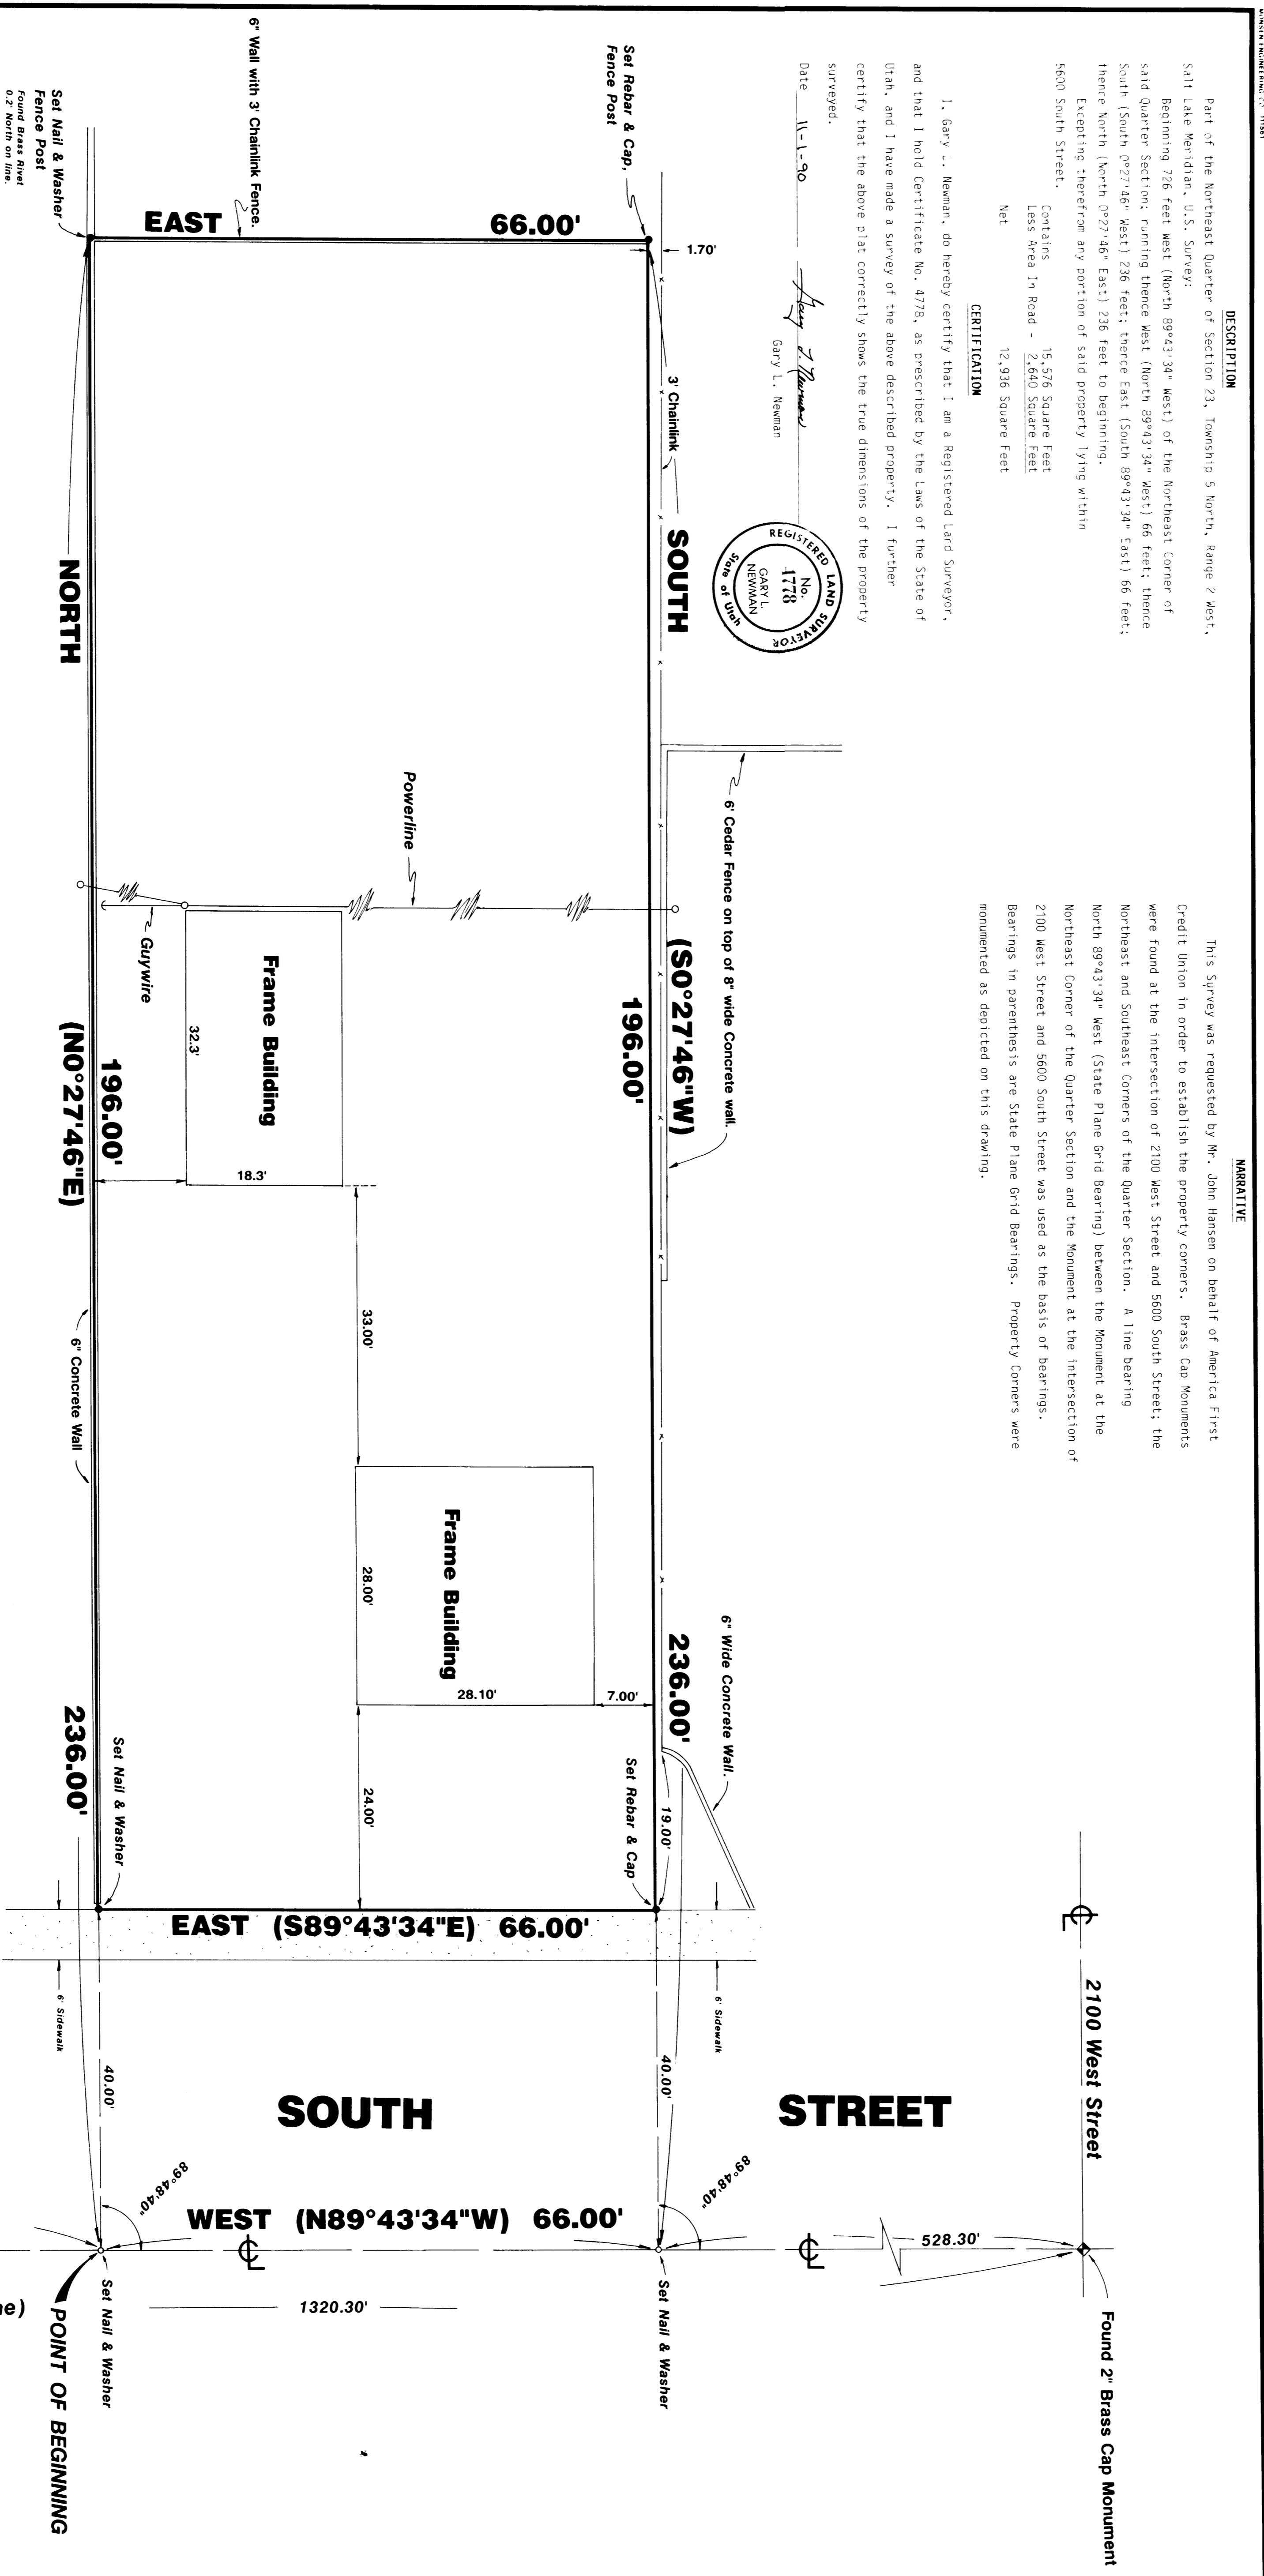 DESCRIPTION
Part of the Northeast Quarter of Section 23, Township 5 North, Range 2 West,
Salt Lake Meridian, U.S. Survey:
Beginning 726 feet West (North 89°43'34" West) of the Northeast Corner of
said Quarter Section; running thence West (North 89°43'34" West) 66 feet; thence
South (South 0°27'46" West) 236 feet; thence East (South 89°43'34" East) 66 feet;
thence North (North 0°27'46" East) 236 feet to beginning.
Excepting therefrom any portion of said property lying within
5600 South Street.
Contains 15,576 Square Feet
Less Area In Road - 2,640 Square Feet
Net 12,936 Square Feet
CERTIFICATION
I, Gary L. Newman, do hereby certify that I am a Registered Land Surveyor,
and that I hold Certificate No. 4778, as prescribed by the Laws of the State of
Utah, and I have made a survey of the above described property. I further
certify that the above plat correctly shows the true dimensions of the property
surveyed.
Date 11-1-90 Gary L. Newman
Gary L. Newman
REGISTERED LAND SURVEYOR
No.
4778
GARY L.
NEWMAN
State of Utah
NARRATIVE
This Survey was requested by Mr. John Hansen on behalf of America First
Credit Union in order to establish the property corners. Brass Cap Monuments
were found at the intersection of 2100 West Street and 5600 South Street; the
Northeast and Southeast Corners of the Quarter Section. A line bearing
North 89°43'34" West (State Plane Grid Bearing) between the Monument at the
Northeast Corner of the Quarter Section and the Monument at the intersection of
2100 West Street and 5600 South Street was used as the basis of bearings.
Bearings in parenthesis are State Plane Grid Bearings. Property Corners were
monumented as depicted on this drawing.
2100 West Street
Found 2" Brass Cap Monument
528.30'
STREET
SOUTH
6' Cedar Fence on top of 8" wide Concrete wall.
6" Wide Concrete Wall.
Set Rebar & Cap,
Fence Post
1.70'
3' Chainlink
SOUTH
(S0°27'46"W)
196.00'
236.00'
19.00'
Set Rebar & Cap
6' Sidewalk
40.00'
89°48'40"
Set Nail & Washer
66.00'
EAST
6" Wall with 3' Chainlink Fence.
Powerline
Guywire
Frame Building
32.3'
18.3'
33.00'
Frame Building
28.00'
28.10'
7.00'
24.00'
EAST (S89°43'34"E) 66.00'
WEST (N89°43'34"W) 66.00'
1320.30'
Set Nail & Washer
Fence Post
Found Brass Rivet
0.2' North on line.
NORTH
(N0°27'46"E)
196.00'
6" Concrete Wall
236.00'
Set Nail & Washer
6' Sidewalk
40.00'
89°48'40"
Set Nail & Washer
POINT OF BEGINNING